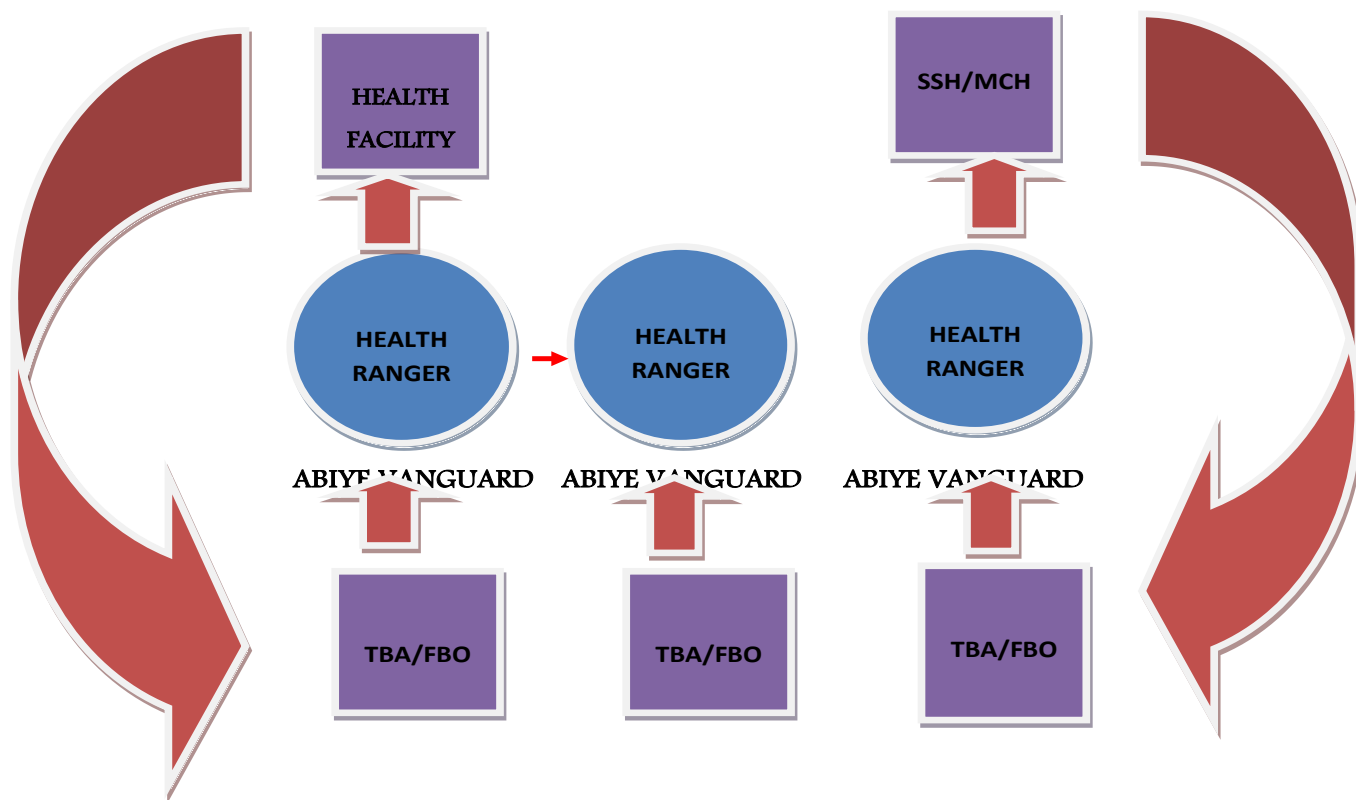 HEALTH
FACILITY
SSH/MCH
HEALTH
RANGER
HEALTH
RANGER
HEALTH
RANGER
ABIYE VANGUARD
ABIYE VANGUARD
ABIYE VANGUARD
TBA/FBO
TBA/FBO
TBA/FBO